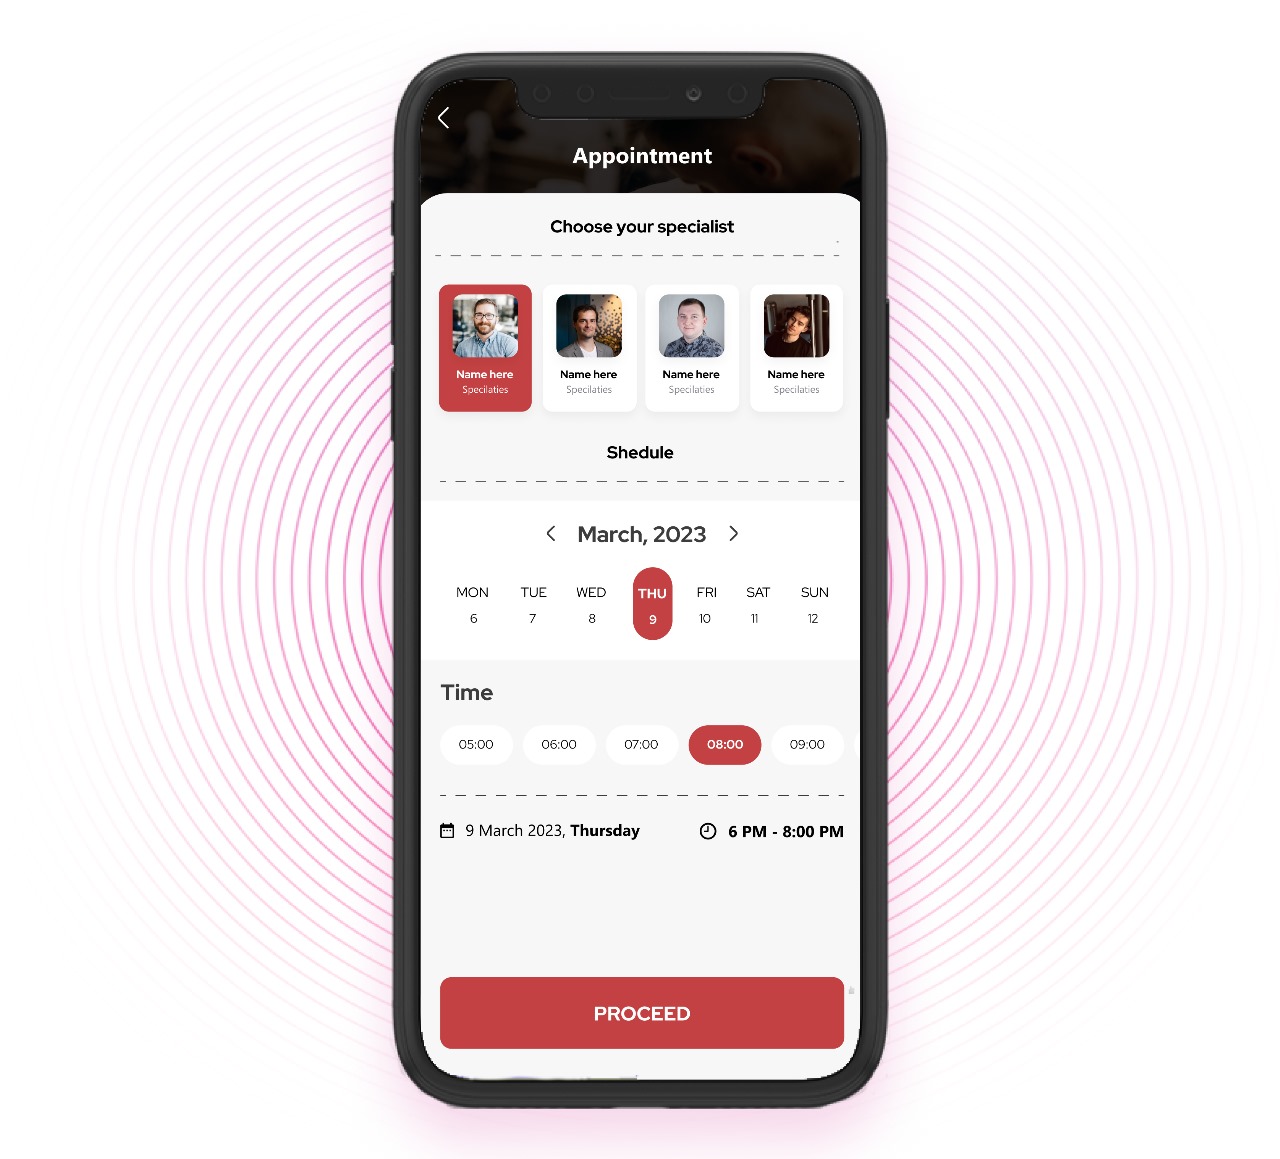 Appointment
Choose your specialist
Name here Name here Name here Name here
Specilaties Specilaties Specilaties Specilaties
Shedule
March, 2023
MON TUE WED THU FRI SAT SUN
6 7 8 9 10 11 12
Time
05:00 06:00 07:00 08:00 09:00
9 March 2023, Thursday 6 PM - 8:00 PM
PROCEED